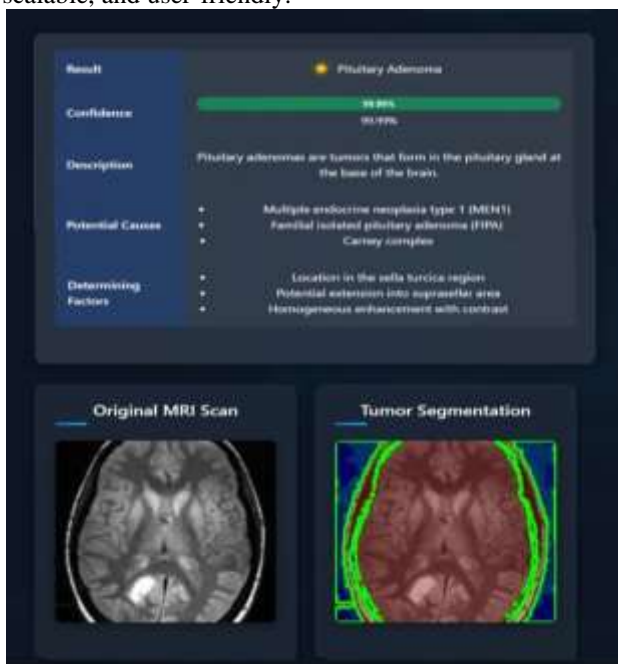 scalable, and user-friendly.
Result
Pituitary Adenoma
Confidence
99.99%
99.99%
Description
Pituitary adenomas are tumors that form in the pituitary gland at
the base of the brain.
Potential Causes
• Multiple endocrine neoplasia type 1 (MEN1)
• Familial isolated pituitary adenoma (FIPA)
• Carney complex
Determining
Factors
• Location in the sella turcica region
• Potential extension into suprasellar area
• Homogeneous enhancement with contrast
Original MRI Scan
Tumor Segmentation